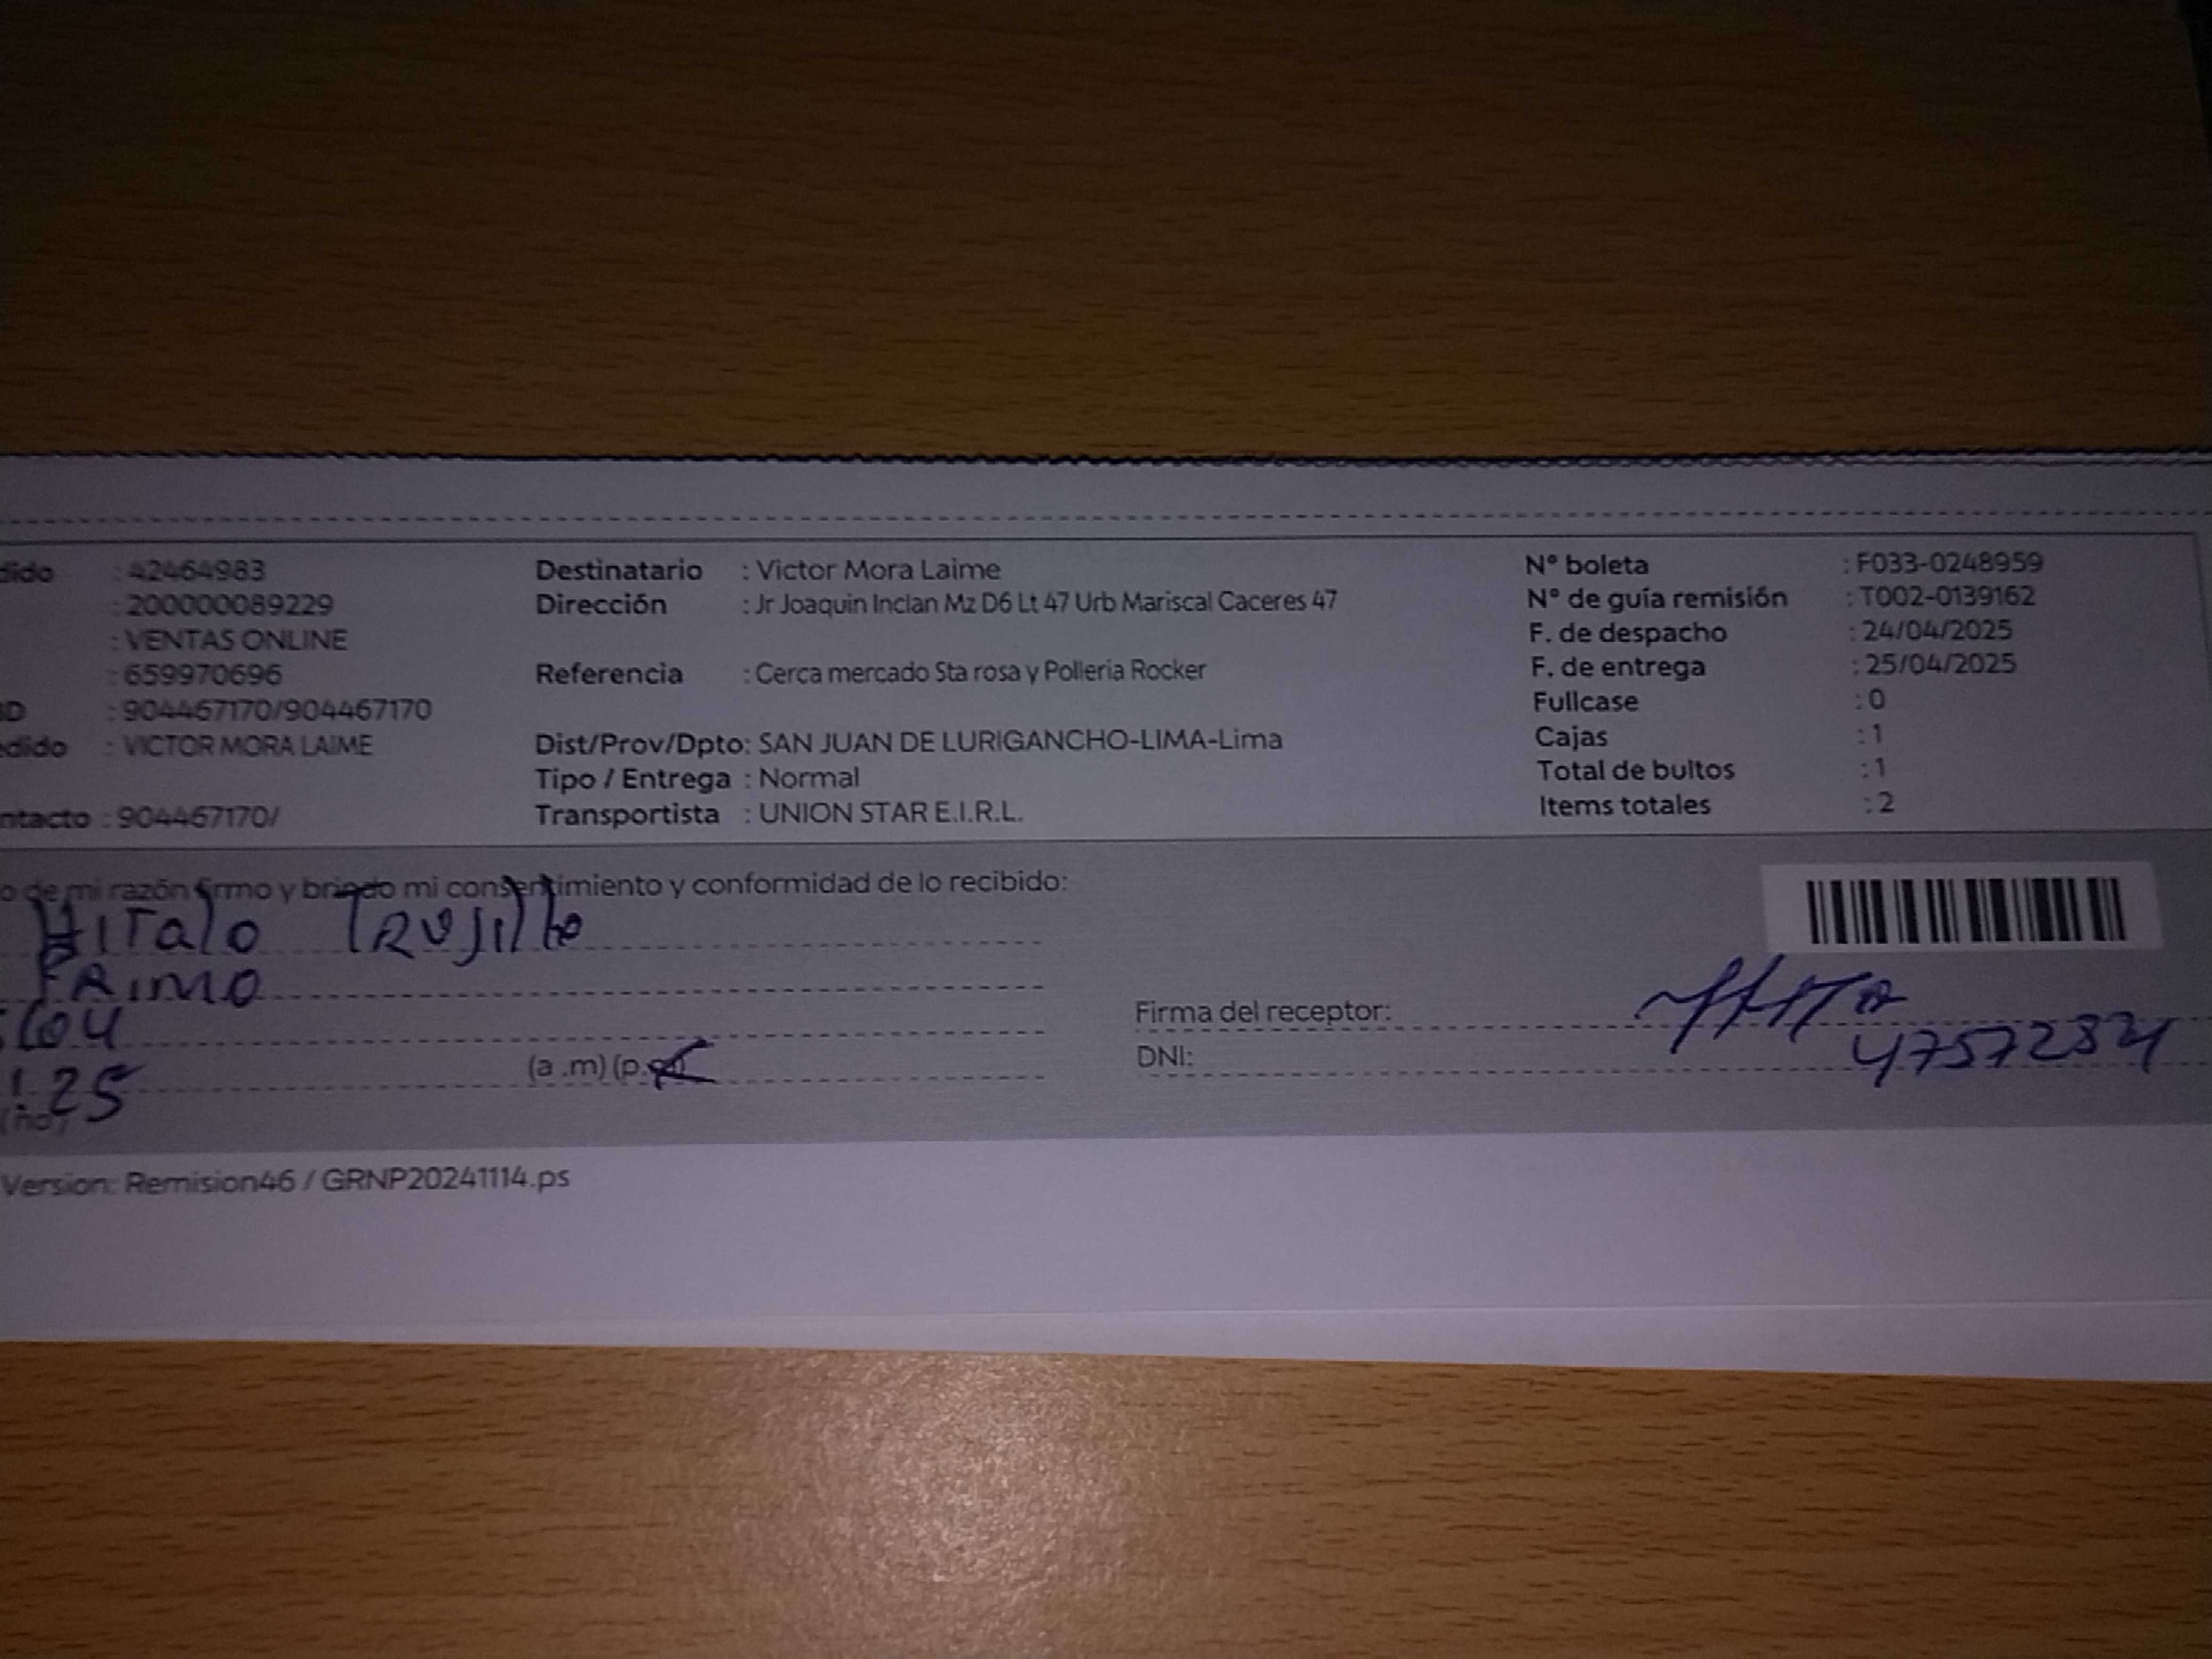 dido : 42464983
: 200000089229
: VENTAS ONLINE
: 659970696
D : 904467170/904467170
edido : VICTOR MORA LAIME
ntacto : 904467170/
Destinatario : Victor Mora Laime
Dirección : Jr Joaquin Inclan Mz D6 Lt 47 Urb Mariscal Caceres 47
Referencia : Cerca mercado Sta rosa y Polleria Rocker
Dist/Prov/Dpto: SAN JUAN DE LURIGANCHO-LIMA-Lima
Tipo / Entrega : Normal
Transportista : UNION STAR E.I.R.L.
N° boleta : F033-0248959
N° de guía remisión : T002-0139162
F. de despacho : 24/04/2025
F. de entrega : 25/04/2025
Fullcase : 0
Cajas : 1
Total de bultos : 1
Items totales : 2
o de mi razón firmo y brindo mi consentimiento y conformidad de lo recibido:
HITalo TRUJillo
PRIMO
(a .m) (p.
25
Firma del receptor:
DNI:
Version: Remision46 / GRNP20241114.ps